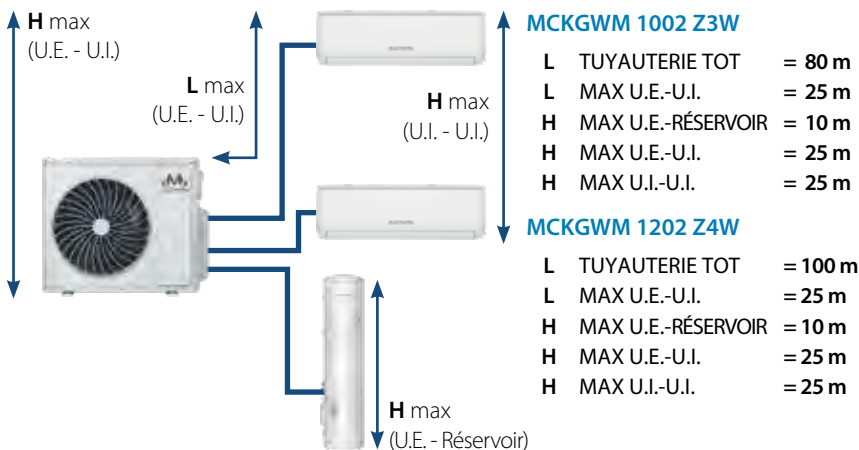 H max
(U.E. - U.I.)
L max
(U.E. - U.I.)
H max
(U.I. - U.I.)
H max
(U.E. - Réservoir)
MCKGWM 1002 Z3W
L TUYAUTERIE TOT = 80 m
L MAX U.E.-U.I. = 25 m
H MAX U.E.-RÉSERVOIR = 10 m
H MAX U.E.-U.I. = 25 m
H MAX U.I.-U.I. = 25 m
MCKGWM 1202 Z4W
L TUYAUTERIE TOT = 100 m
L MAX U.E.-U.I. = 25 m
H MAX U.E.-RÉSERVOIR = 10 m
H MAX U.E.-U.I. = 25 m
H MAX U.I.-U.I. = 25 m